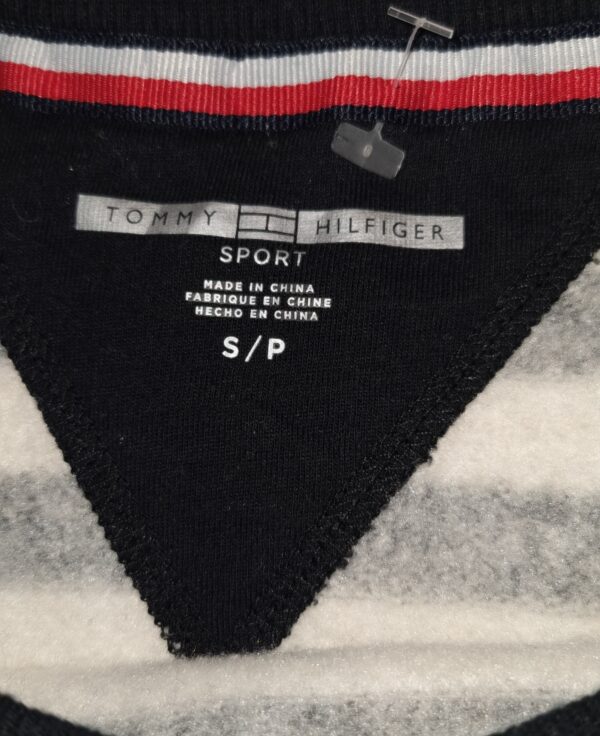 TOMMY HILFIGER
SPORT
MADE IN CHINA
FABRIQUE EN CHINE
HECHO EN CHINA
S/P